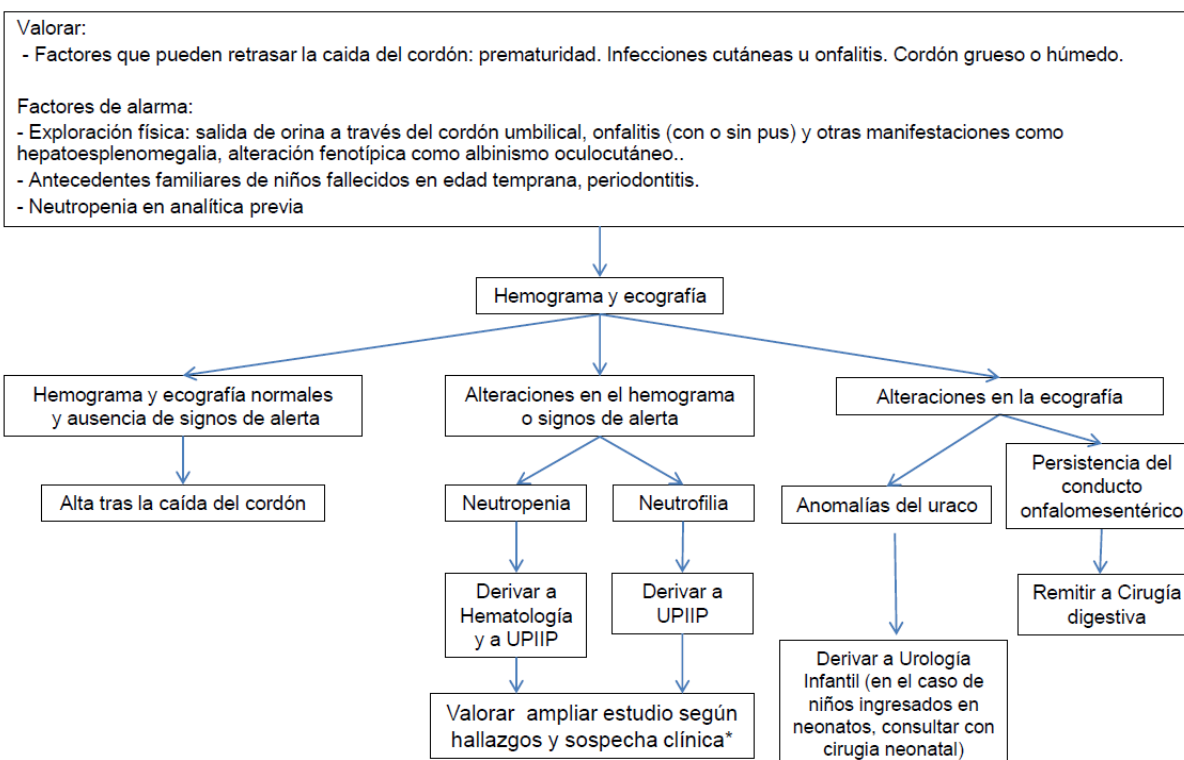 Valorar:
- Factores que pueden retrasar la caida del cordón: prematuridad. Infecciones cutáneas u onfalitis. Cordón grueso o húmedo.
Factores de alarma:
- Exploración física: salida de orina a través del cordón umbilical, onfalitis (con o sin pus) y otras manifestaciones como
hepatoesplenomegalia, alteración fenotípica como albinismo oculocutáneo..
- Antecedentes familiares de niños fallecidos en edad temprana, periodontitis.
- Neutropenia en analítica previa
Hemograma y ecografía
Hemograma y ecografía normales
y ausencia de signos de alerta
Alteraciones en el hemograma
o signos de alerta
Alteraciones en la ecografía
Alta tras la caída del cordón
Neutropenia
Neutrofilia
Anomalías del uraco
Persistencia del
conducto
onfalomesentérico
Derivar a
Hematología
y a UPIIP
Derivar a
UPIIP
Remitir a Cirugía
digestiva
Valorar ampliar estudio según
hallazgos y sospecha clínica*
Derivar a Urología
Infantil (en el caso de
niños ingresados en
neonatos, consultar con
cirugia neonatal)